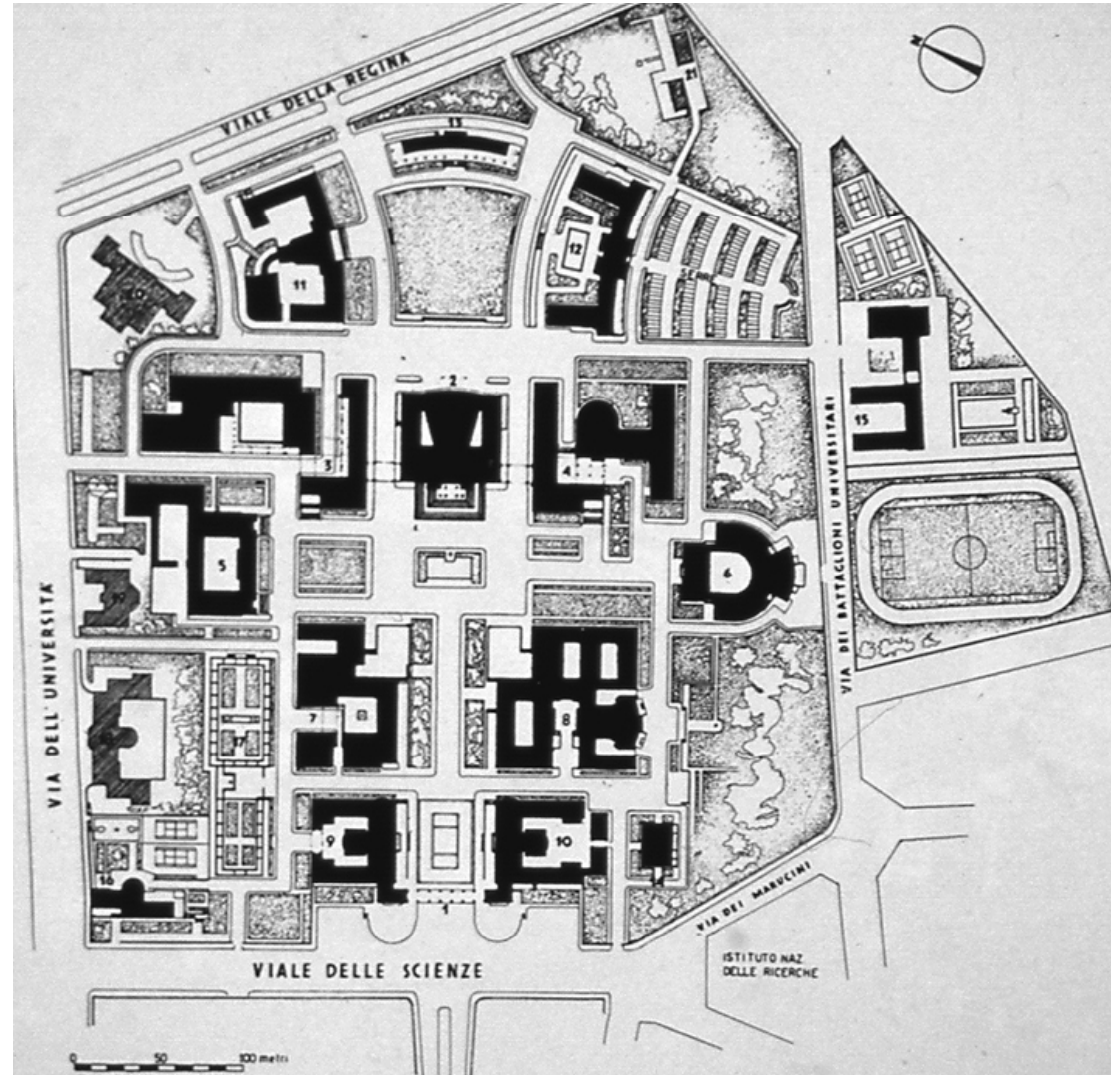 VIALE DELLA REGINA
N
21
13
12
11
SERRE
2
15
3
4
5
6
VIA DEI BATTAGLIONI UNIVERSITARI
VIA DELL'UNIVERSITÀ
7
8
17
9
10
16
1
VIA DEI MARUCINI
VIALE DELLE SCIENZE
ISTITUTO NAZ.
DELLE RICERCHE
0 50 100 metri